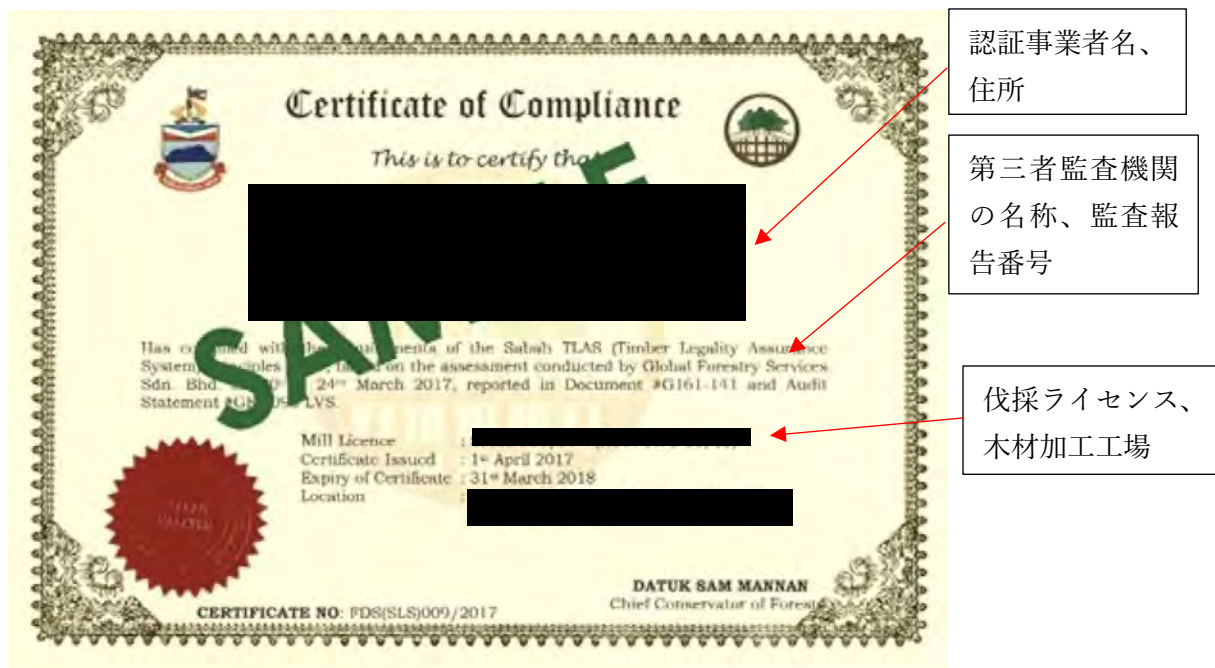 Certificate of Compliance
This is to certify that
SAMPLE
Has complied with the requirements of the Sabah TLAS (Timber Legality Assurance
System) Principles based on the assessment conducted by Global Forestry Services
Sdn. Bhd. 24th March 2017, reported in Document #G161-141 and Audit
Statement LVS.
Mill Licence :
Certificate Issued : 1st April 2017
Expiry of Certificate : 31st March 2018
Location :
DATUK SAM MANNAN
Chief Conservator of Forests
CERTIFICATE NO: FDS(SLS)009/2017
認証事業者名、
住所
第三者監査機関
の名称、監査報
告番号
伐採ライセンス、
木材加工工場